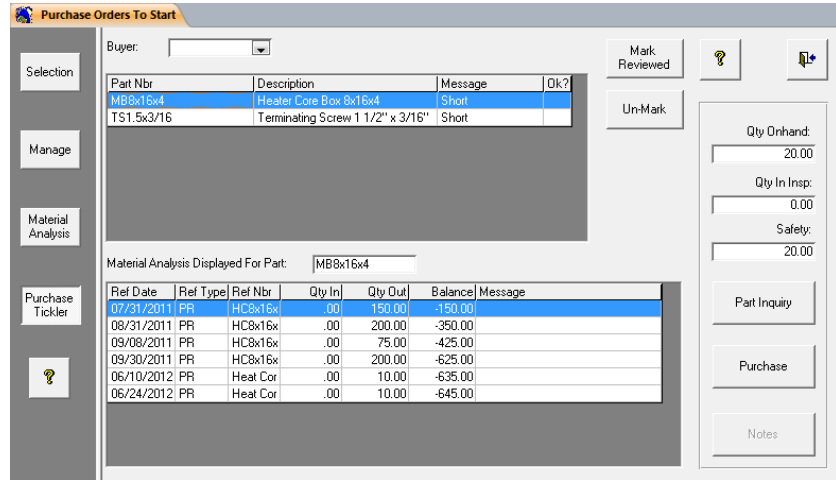 Purchase Orders To Start
Selection
Manage
Material Analysis
Purchase Tickler
?
Buyer:
Part Nbr Description Message Ok?
MB8x16x4 Heater Core Box 8x16x4 Short
TS1.5x3/16 Terminating Screw 1 1/2" x 3/16" Short
Mark Reviewed
Un-Mark
?
Material Analysis Displayed For Part: MB8x16x4
Ref Date Ref Type Ref Nbr Qty In Qty Out Balance Message
07/31/2011 PR HC8x16x .00 150.00 -150.00
08/31/2011 PR HC8x16x .00 200.00 -350.00
09/08/2011 PR HC8x16x .00 75.00 -425.00
09/30/2011 PR HC8x16x .00 200.00 -625.00
06/10/2012 PR Heat Cor .00 10.00 -635.00
06/24/2012 PR Heat Cor .00 10.00 -645.00
Qty Onhand:
20.00
Qty In Insp:
0.00
Safety:
20.00
Part Inquiry
Purchase
Notes